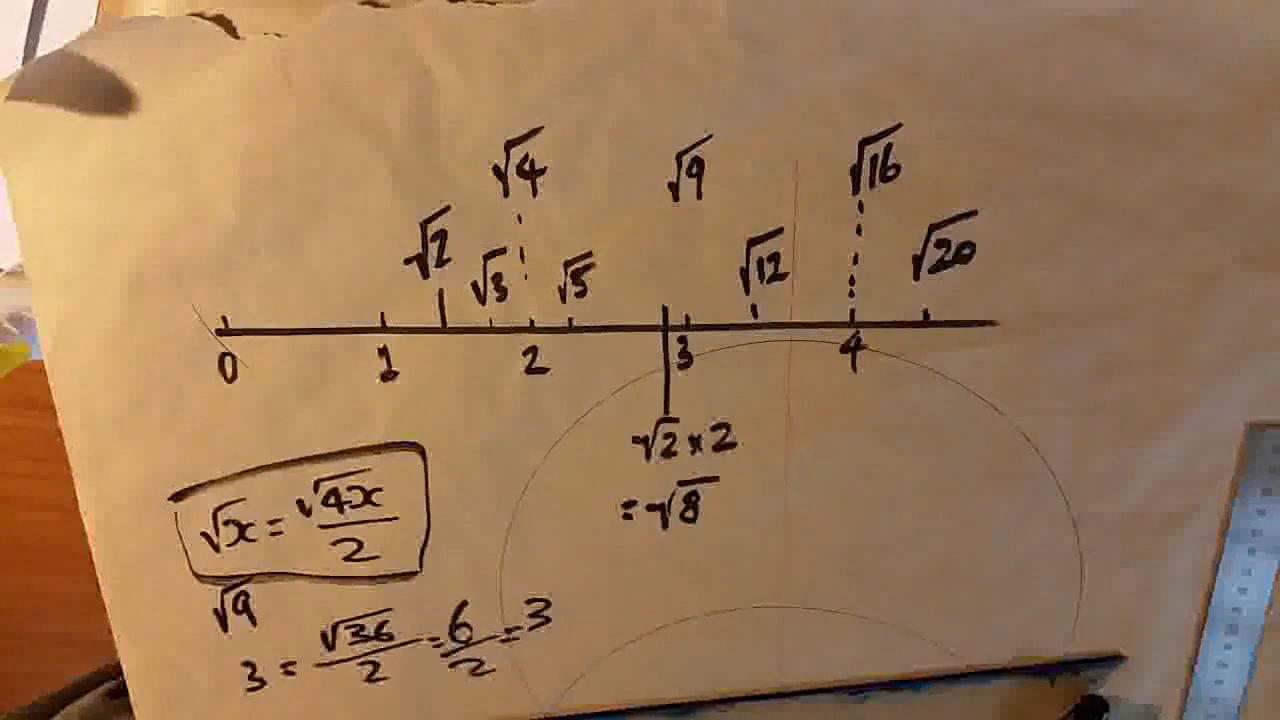 √4 √9 √16
√2 √3 √5 √12 √20
0 1 2 3 4
√2 × 2
= √8
√x = √4x / 2
√9
3 = √36 / 2 = 6 / 2 = 3